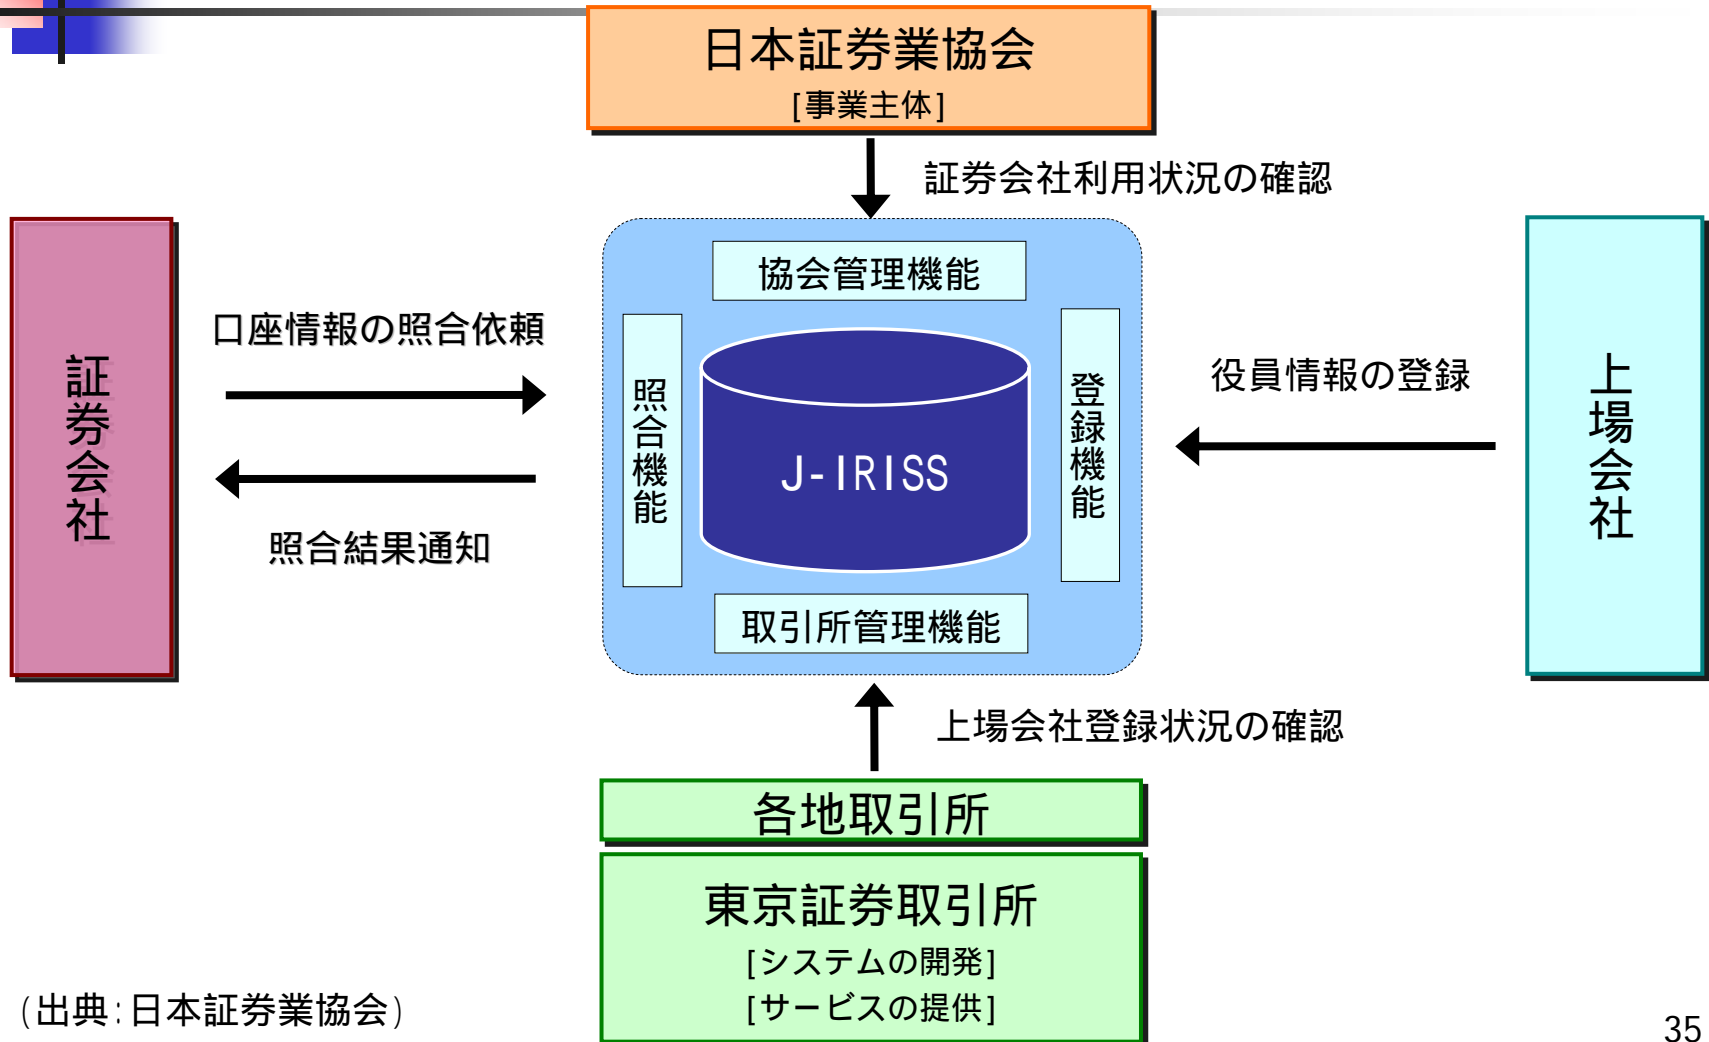 日本証券業協会
[事業主体]
証券会社利用状況の確認
協会管理機能
口座情報の照合依頼
証券会社
照合結果通知
照合機能
J-IRISS
登録機能
役員情報の登録
上場会社
取引所管理機能
上場会社登録状況の確認
各地取引所
東京証券取引所
[システムの開発]
[サービスの提供]
(出典:日本証券業協会)
35